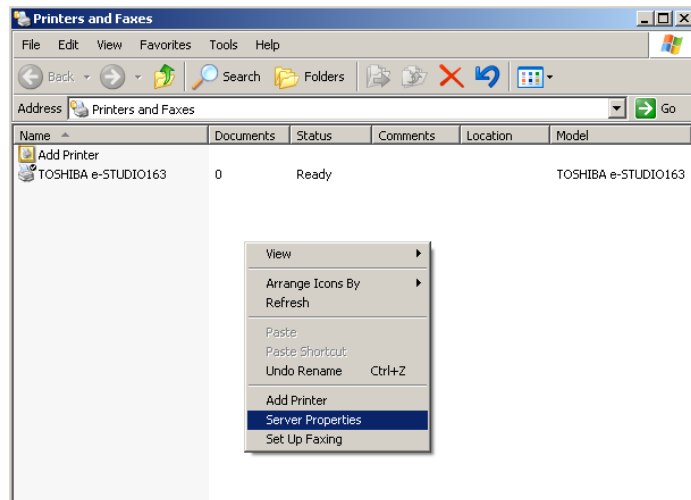 Printers and Faxes
File Edit View Favorites Tools Help
Back Search Folders
Address Printers and Faxes Go
Name Documents Status Comments Location Model
Add Printer
TOSHIBA e-STUDIO163 0 Ready TOSHIBA e-STUDIO163
View
Arrange Icons By
Refresh
Paste
Paste Shortcut
Undo Rename Ctrl+Z
Add Printer
Server Properties
Set Up Faxing